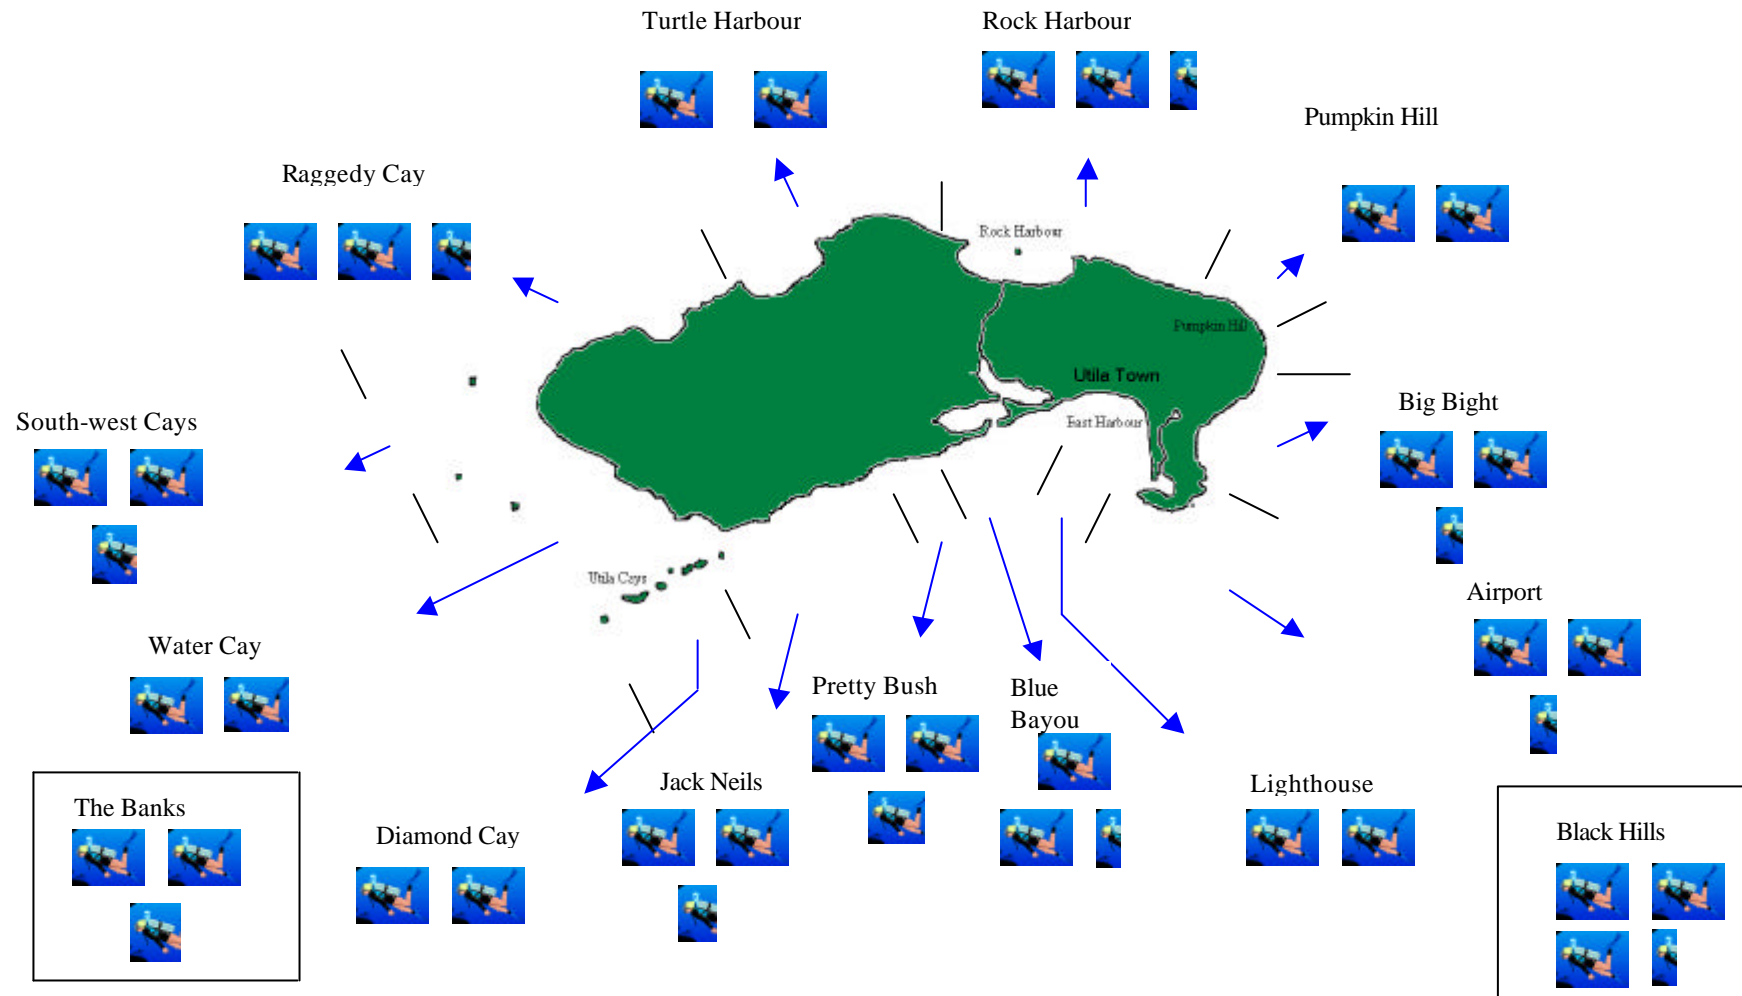 Turtle Harbour
Rock Harbour
Pumpkin Hill
Raggedy Cay
Rock Harbour
Pumpkin Hill
Utila Town
East Harbour
South-west Cays
Big Bight
Utila Cays
Airport
Water Cay
Pretty Bush
Blue
Bayou
The Banks
Jack Neils
Lighthouse
Diamond Cay
Black Hills